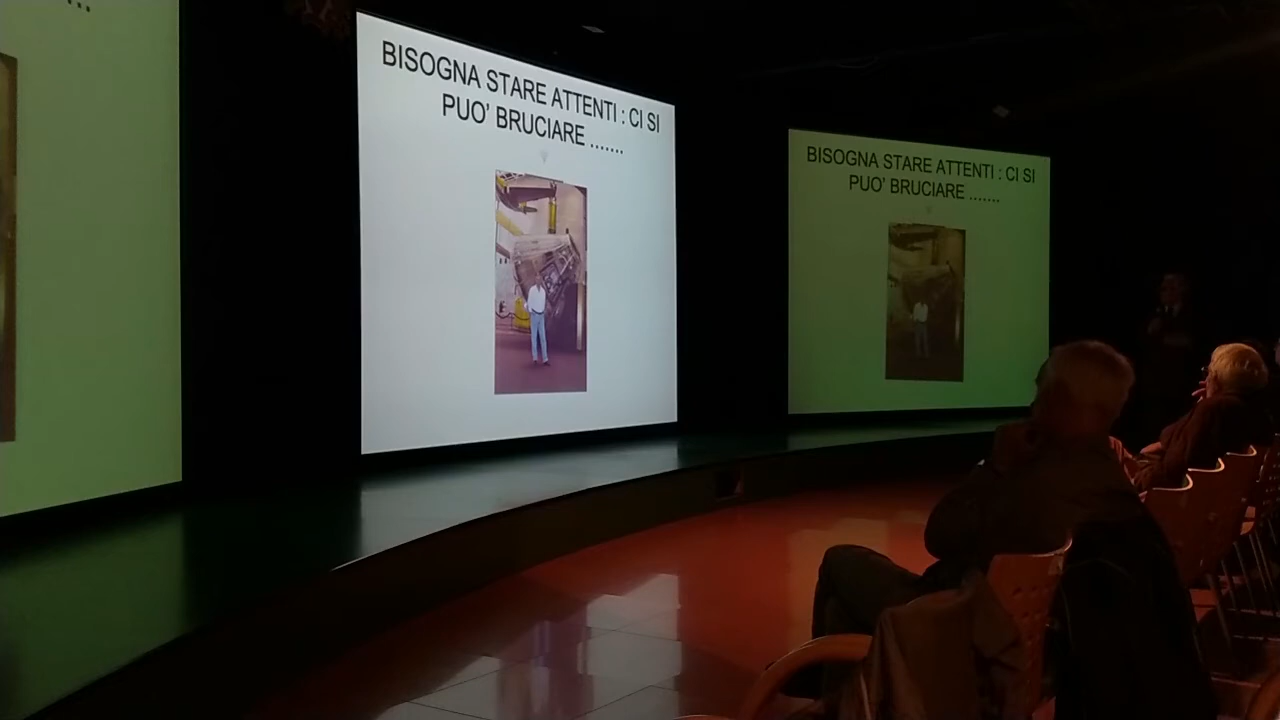 ...
BISOGNA STARE ATTENTI : CI SI
PUO' BRUCIARE .......
BISOGNA STARE ATTENTI : CI SI
PUO' BRUCIARE .......